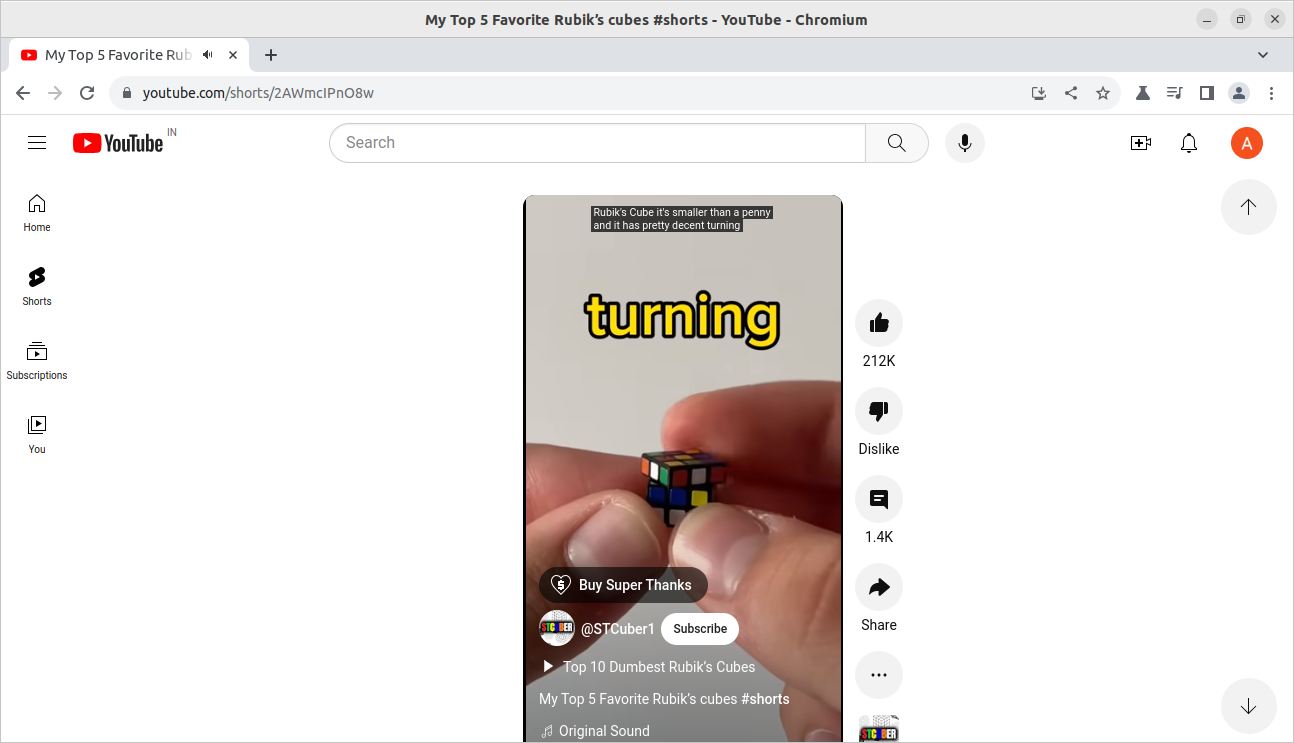 My Top 5 Favorite Rubik’s cubes #shorts - YouTube - Chromium
My Top 5 Favorite Rub
youtube.com/shorts/2AWmcIPnO8w
YouTube IN
Search
A
Home
Shorts
Subscriptions
You
Rubik's Cube it's smaller than a penny
and it has pretty decent turning
turning
212K
Dislike
1.4K
Share
Buy Super Thanks
STCUBER
@STCuber1
Subscribe
Top 10 Dumbest Rubik’s Cubes
My Top 5 Favorite Rubik’s cubes #shorts
Original Sound
STCUBER